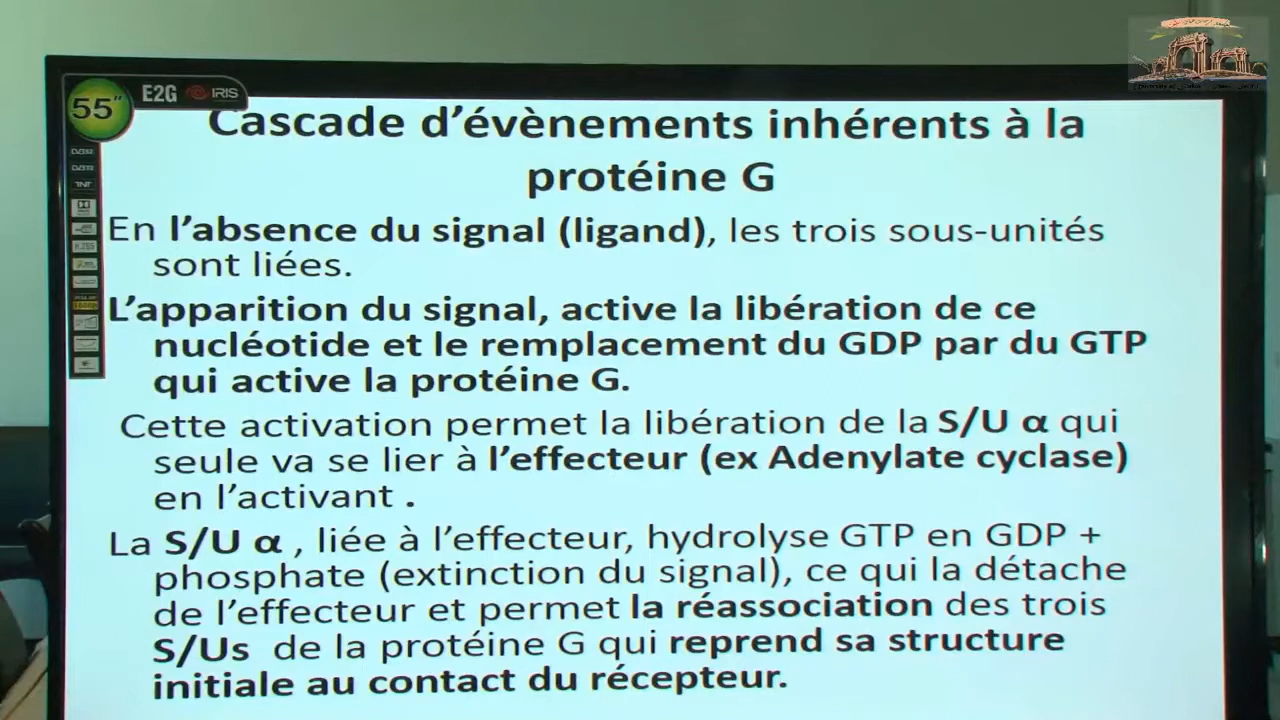 55"
E2G IRIS
TNT
Cascade d'évènements inhérents à la
protéine G
En l'absence du signal (ligand), les trois sous-unités
sont liées.
L'apparition du signal, active la libération de ce
nucléotide et le remplacement du GDP par du GTP
qui active la protéine G.
Cette activation permet la libération de la S/U α qui
seule va se lier à l'effecteur (ex Adenylate cyclase)
en l'activant .
La S/U α , liée à l'effecteur, hydrolyse GTP en GDP +
phosphate (extinction du signal), ce qui la détache
de l'effecteur et permet la réassociation des trois
S/Us de la protéine G qui reprend sa structure
initiale au contact du récepteur.